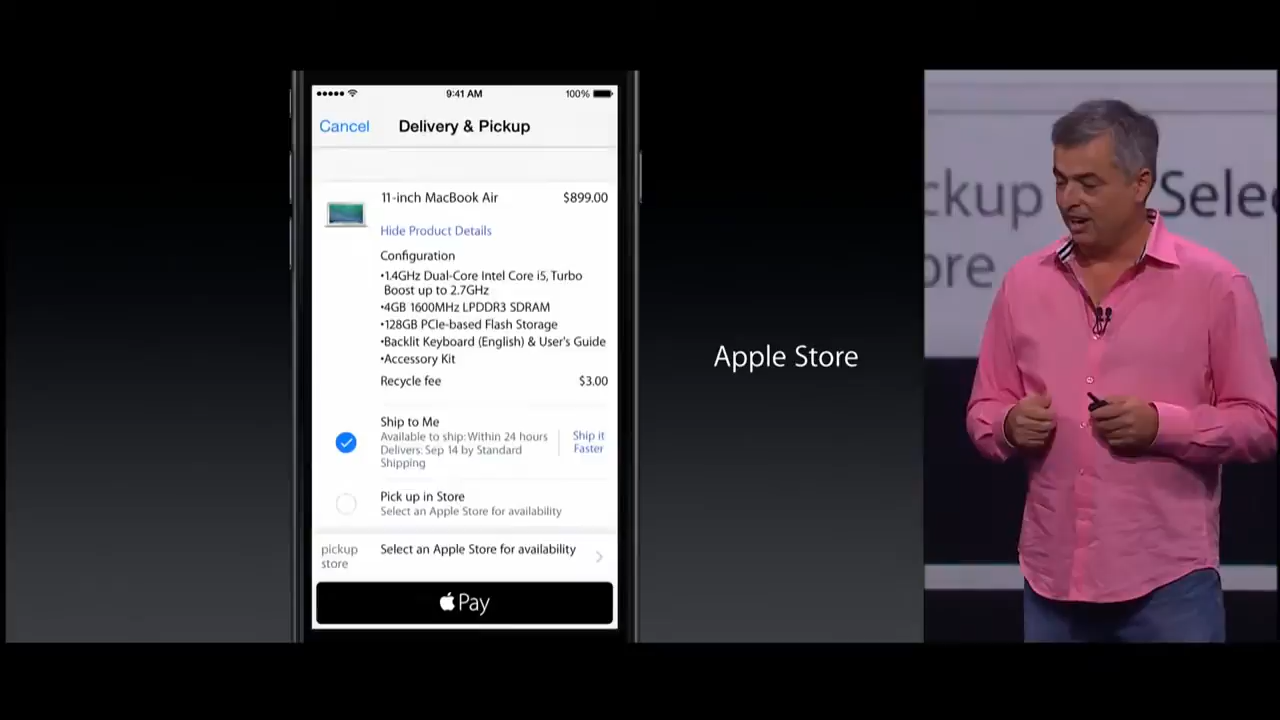 9:41 AM
100%
Cancel
Delivery & Pickup
11-inch MacBook Air
$899.00
Hide Product Details
Configuration
•1.4GHz Dual-Core Intel Core i5, Turbo
Boost up to 2.7GHz
•4GB 1600MHz LPDDR3 SDRAM
•128GB PCIe-based Flash Storage
•Backlit Keyboard (English) & User's Guide
•Accessory Kit
Recycle fee
$3.00
Ship to Me
Available to ship: Within 24 hours
Delivers: Sep 14 by Standard
Shipping
Ship it
Faster
Pick up in Store
Select an Apple Store for availability
pickup
store
Select an Apple Store for availability
Pay
Apple Store
ckup
Selec
ore